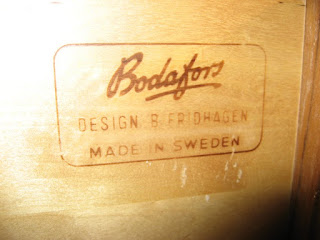 Bodafors
DESIGN B. FRIDHAGEN
MADE IN SWEDEN